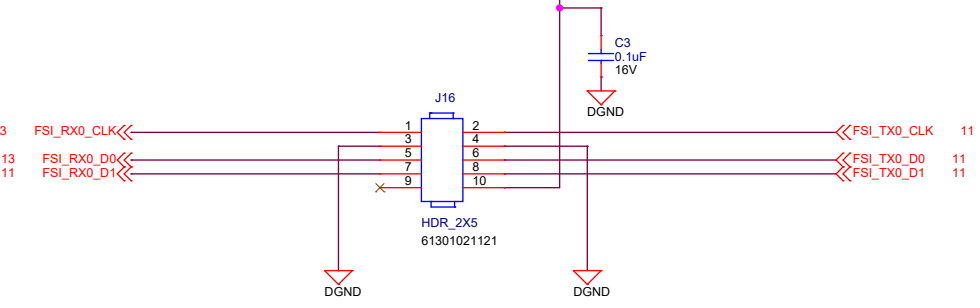 C3
0.1uF
16V
DGND
J16
3 FSI_RX0_CLK 1 2 FSI_TX0_CLK 11
3 4
13 FSI_RX0_D0 5 6 FSI_TX0_D0 11
11 FSI_RX0_D1 7 8 FSI_TX0_D1 11
9 10
HDR_2X5
61301021121
DGND DGND